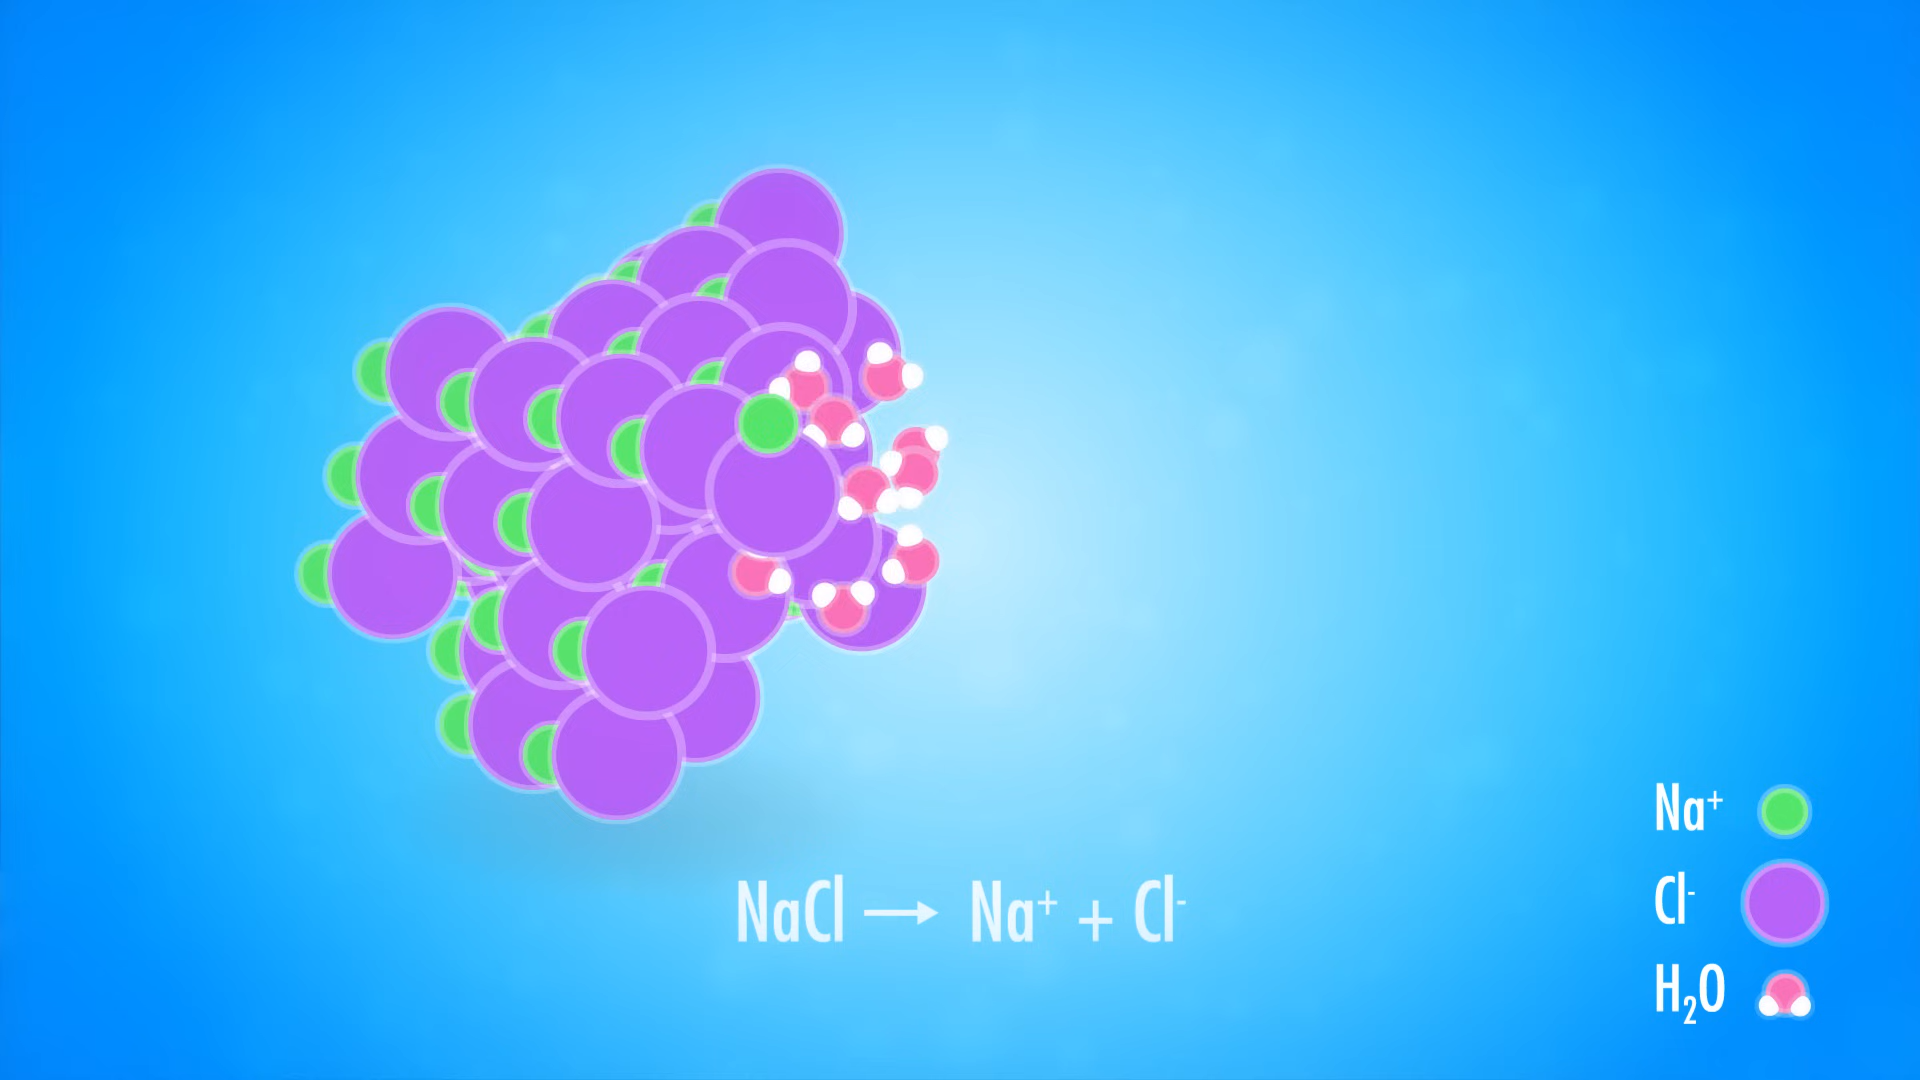 NaCl → Na⁺ + Cl⁻
Na⁺
Cl⁻
H₂O